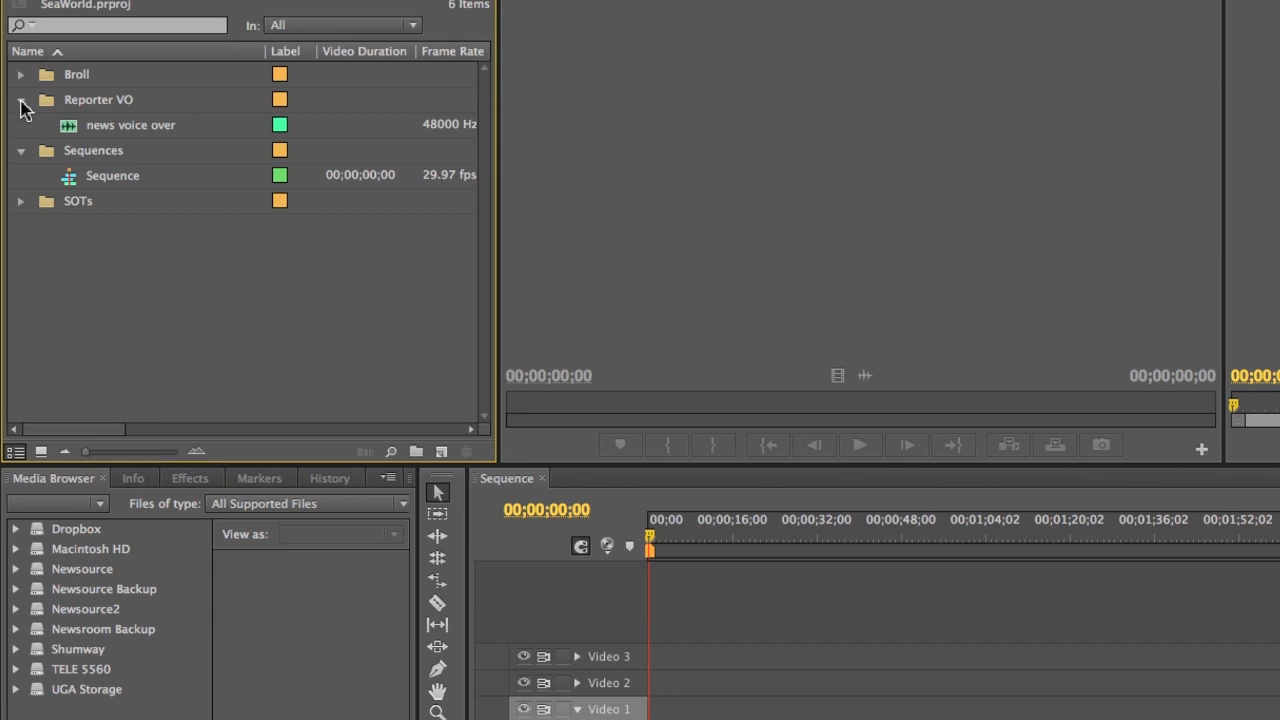 SeaWorld.prproj 6 Items
In: All
Name Label Video Duration Frame Rate
Broll
Reporter VO
news voice over 48000 Hz
Sequences
Sequence 00;00;00;00 29.97 fps
SOTs
00;00;00;00 00;00;00;00 00;00;0
Media Browser Info Effects Markers History
Files of type: All Supported Files
View as:
Dropbox
Macintosh HD
Newsource
Newsource Backup
Newsource2
Newsroom Backup
Shumway
TELE 5560
UGA Storage
Sequence
00;00;00;00
00;00 00;00;16;00 00;00;32;00 00;00;48;00 00;01;04;02 00;01;20;02 00;01;36;02 00;01;52;02
Video 3
Video 2
Video 1